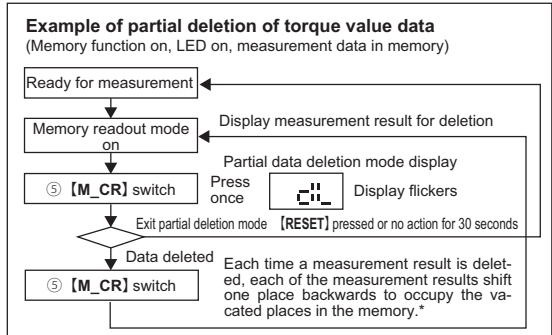 Example of partial deletion of torque value data
(Memory function on, LED on, measurement data in memory)
Ready for measurement
Display measurement result for deletion
Memory readout mode
on
Partial data deletion mode display
⑤【M_CR】switch
Press
once
dL_
Display flickers
Exit partial deletion mode 【RESET】pressed or no action for 30 seconds
Data deleted
⑤【M_CR】switch
Each time a measurement result is delet-
ed, each of the measurement results shift
one place backwards to occupy the va-
cated places in the memory.*